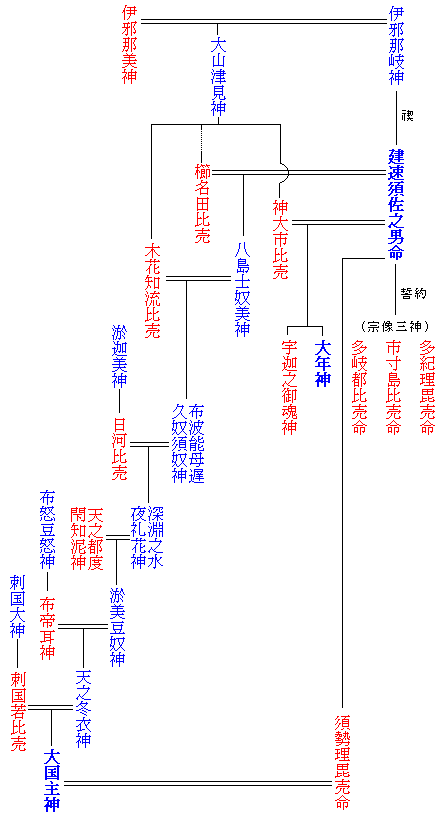 伊邪那岐神
伊邪那美神
大山津見神
禊
建速須佐之男命
櫛名田比売
神大市比売
木花知流比売
八島士奴美神
誓約
(宗像三神)
多紀理毘売命
市寸島比売命
多岐都比売命
大年神
宇迦之御魂神
淤迦美神
日河比売
布波能母遅
久奴須奴神
深淵之水
夜礼花神
天之都度
閇知泥神
布怒豆怒神
布帝耳神
淤美豆奴神
刺国大神
刺国若比売
天之冬衣神
大国主神
須勢理毘売命